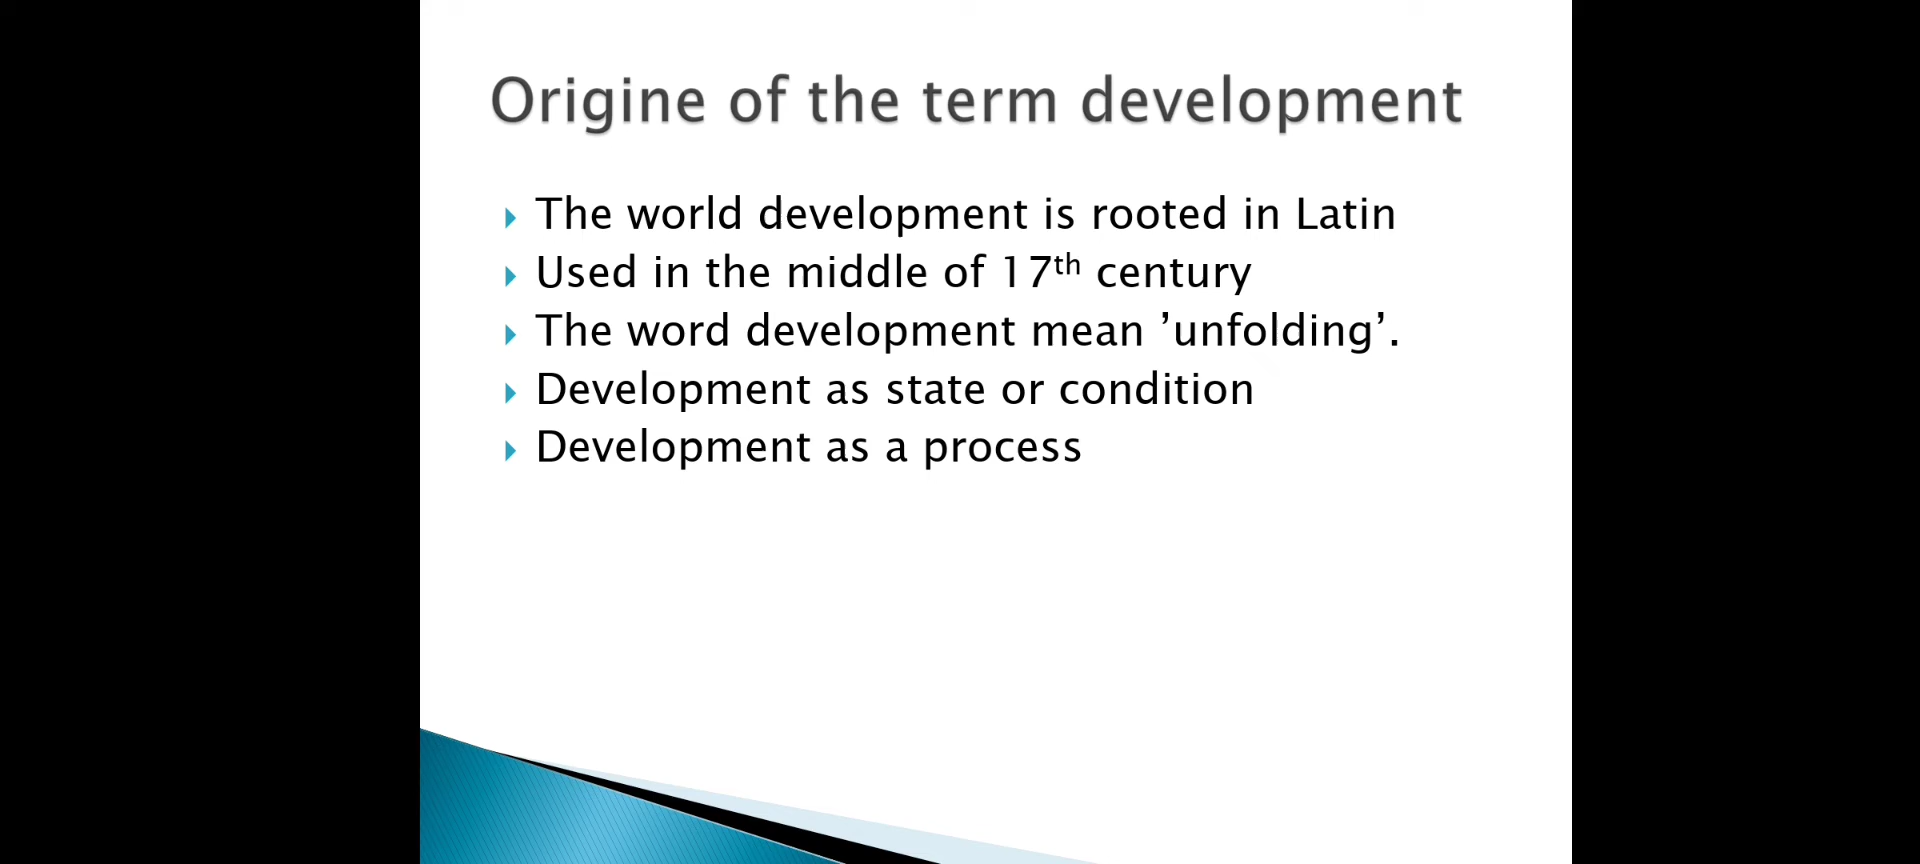 Origine of the term development
The world development is rooted in Latin
Used in the middle of 17th century
The word development mean ’unfolding’.
Development as state or condition
Development as a process